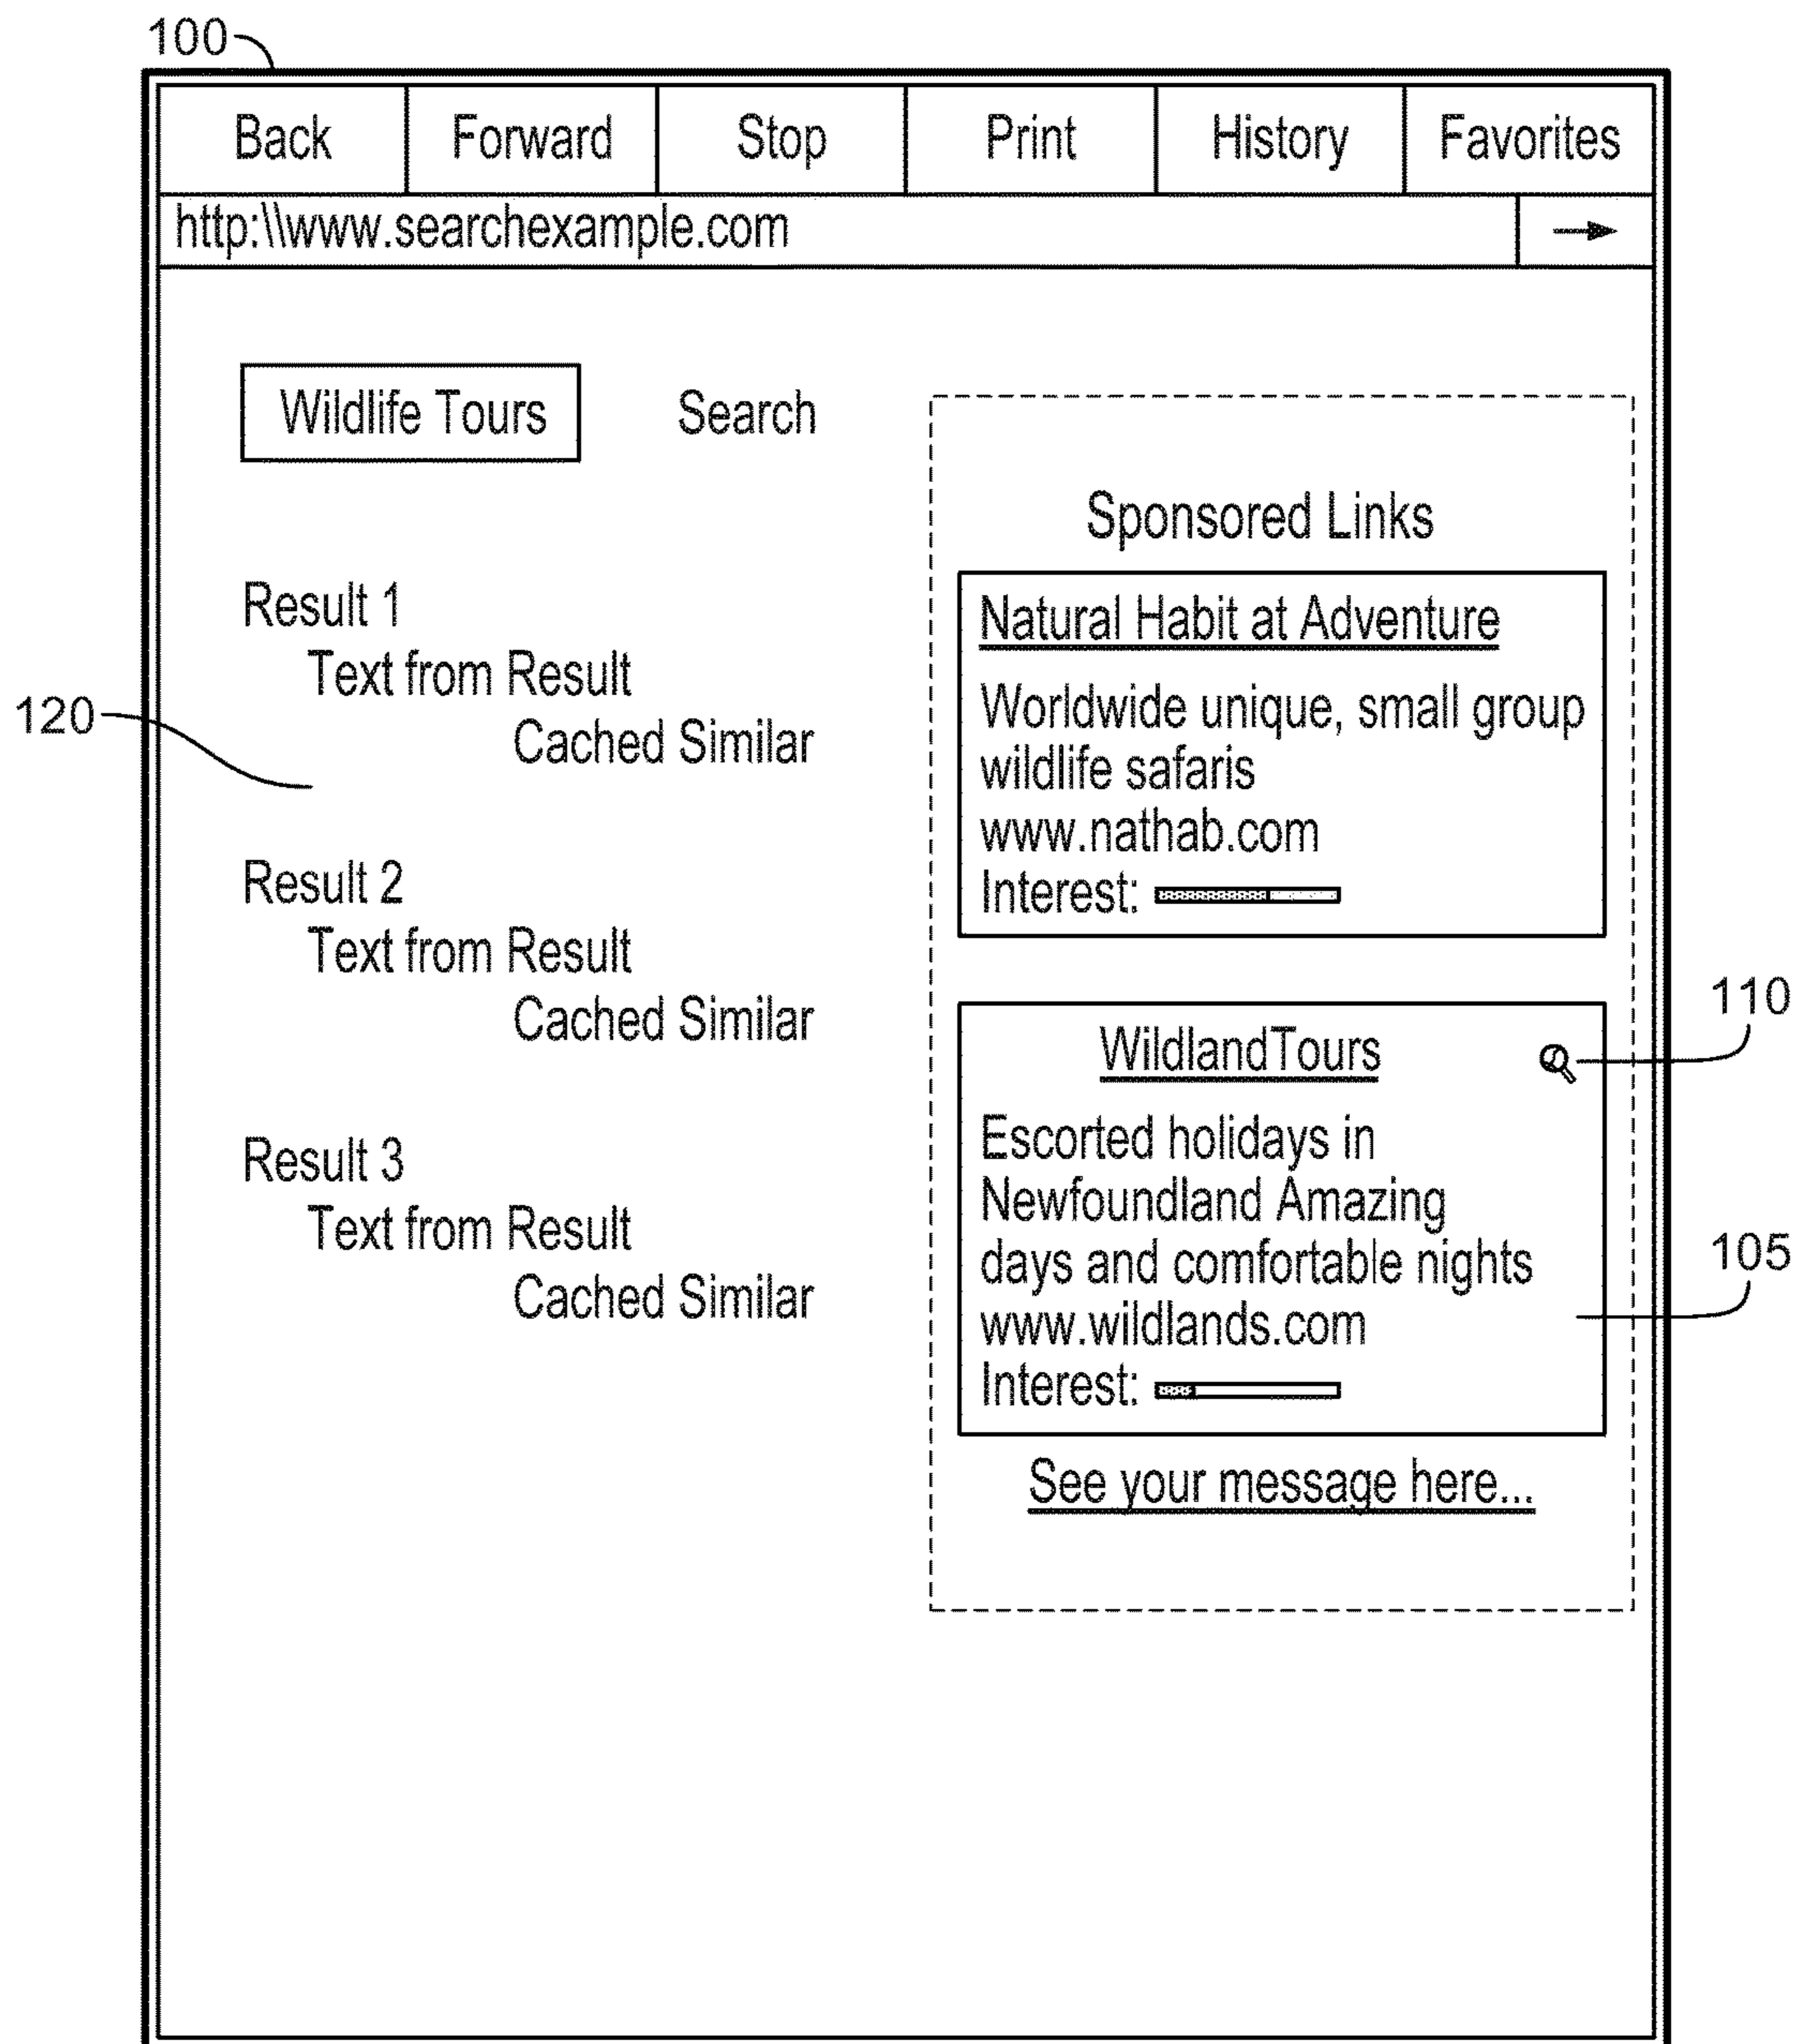 100
Back Forward Stop Print History Favorites
http:\\www.searchexample.com
Wildlife Tours Search
Result 1
Text from Result
Cached Similar
120
Result 2
Text from Result
Cached Similar
Result 3
Text from Result
Cached Similar
Sponsored Links
Natural Habit at Adventure
Worldwide unique, small group
wildlife safaris
www.nathab.com
Interest:
WildlandTours
110
Escorted holidays in
Newfoundland Amazing
days and comfortable nights
105
www.wildlands.com
Interest:
See your message here...